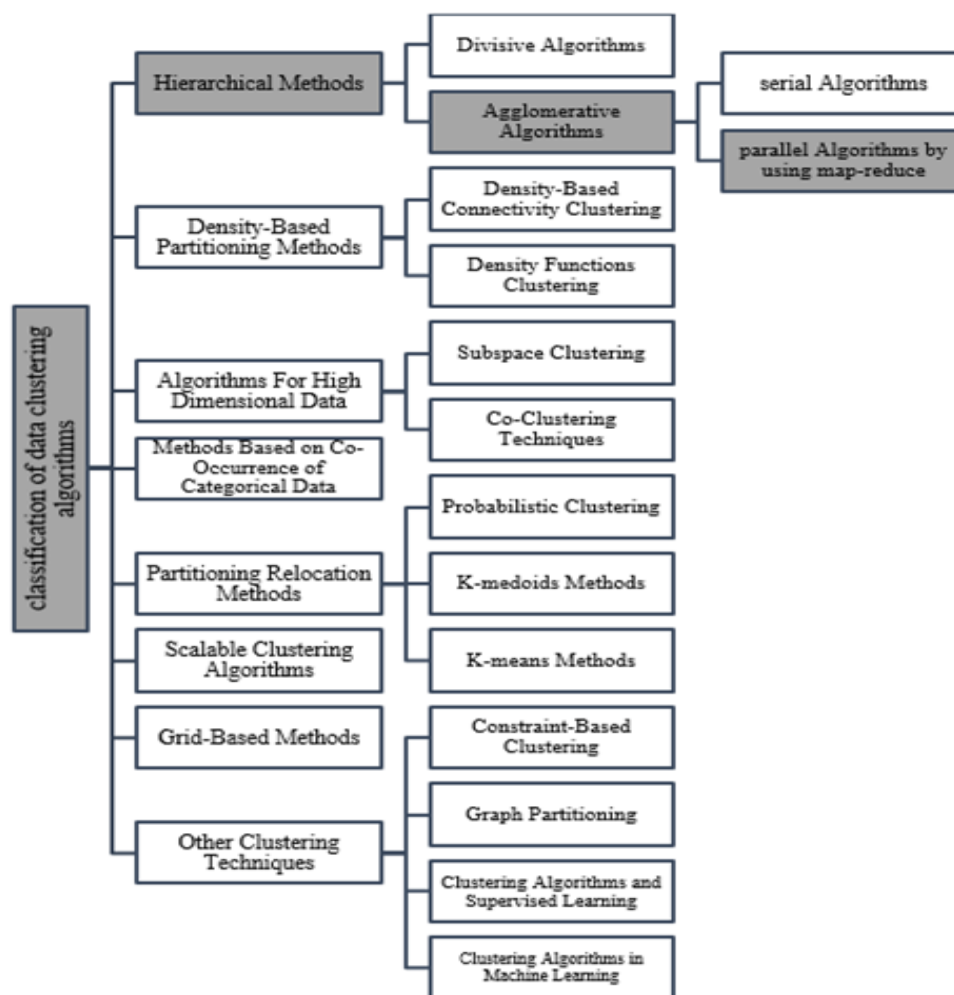 classification of data clustering
algorithms
Hierarchical Methods
Divisive Algorithms
Agglomerative
Algorithms
serial Algorithms
parallel Algorithms by
using map-reduce
Density-Based
Partitioning Methods
Density-Based
Connectivity Clustering
Density Functions
Clustering
Algorithms For High
Dimensional Data
Subspace Clustering
Co-Clustering
Techniques
Methods Based on Co-
Occurrence of
Categorical Data
Partitioning Relocation
Methods
Probabilistic Clustering
K-medoids Methods
K-means Methods
Scalable Clustering
Algorithms
Grid-Based Methods
Other Clustering
Techniques
Constraint-Based
Clustering
Graph Partitioning
Clustering Algorithms and
Supervised Learning
Clustering Algorithms in
Machine Learning